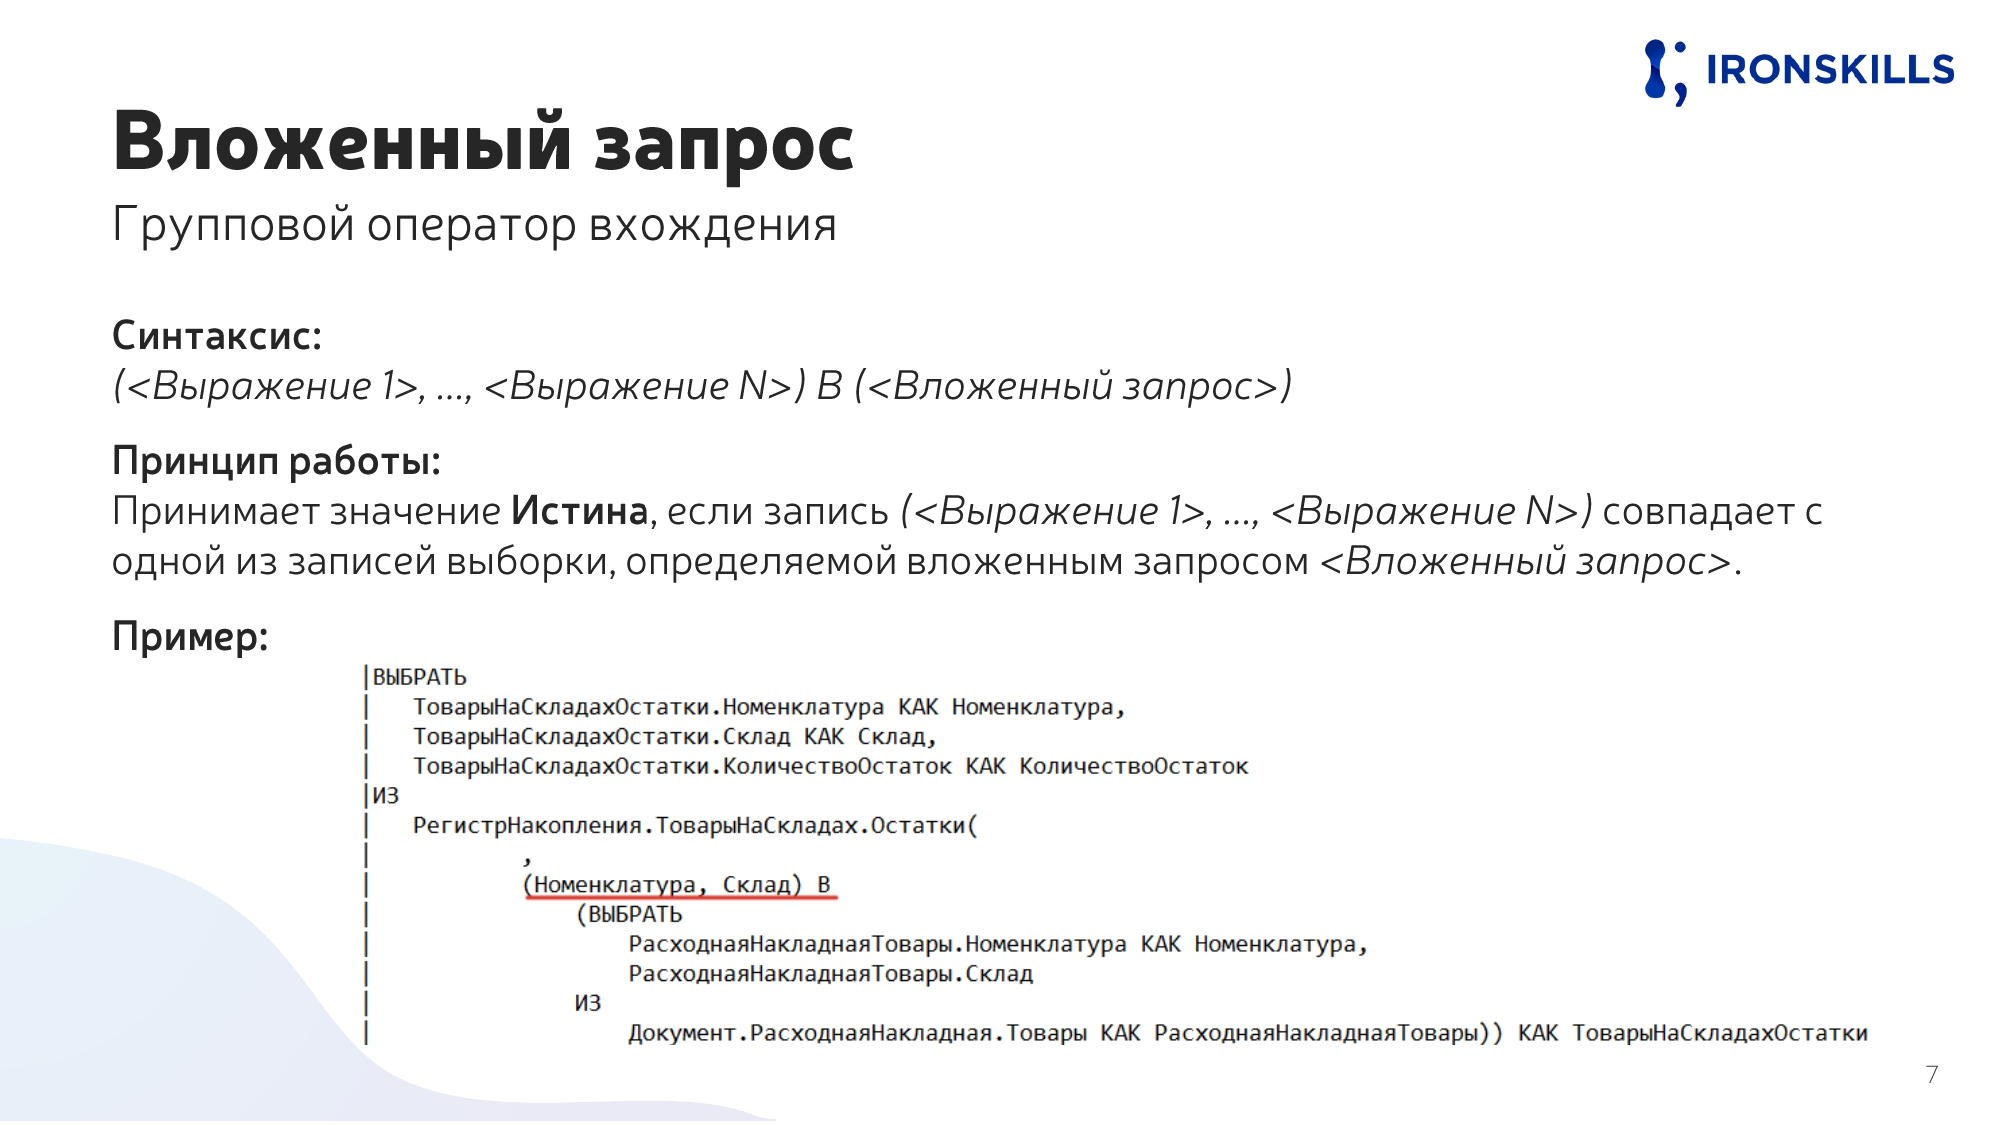 IRONSKILLS
Вложенный запрос
Групповой оператор вхождения
Синтаксис:
(<Выражение 1>, ..., <Выражение N>) В (<Вложенный запрос>)
Принцип работы:
Принимает значение Истина, если запись (<Выражение 1>, ..., <Выражение N>) совпадает с
одной из записей выборки, определяемой вложенным запросом <Вложенный запрос>.
Пример:
|ВЫБРАТЬ
|   ТоварыНаСкладахОстатки.Номенклатура КАК Номенклатура,
|   ТоварыНаСкладахОстатки.Склад КАК Склад,
|   ТоварыНаСкладахОстатки.КоличествоОстаток КАК КоличествоОстаток
|ИЗ
|   РегистрНакопления.ТоварыНаСкладах.Остатки(
|           ,
|           (Номенклатура, Склад) В
|               (ВЫБРАТЬ
|                   РасходнаяНакладнаяТовары.Номенклатура КАК Номенклатура,
|                   РасходнаяНакладнаяТовары.Склад
|               ИЗ
|                   Документ.РасходнаяНакладная.Товары КАК РасходнаяНакладнаяТовары)) КАК ТоварыНаСкладахОстатки
7